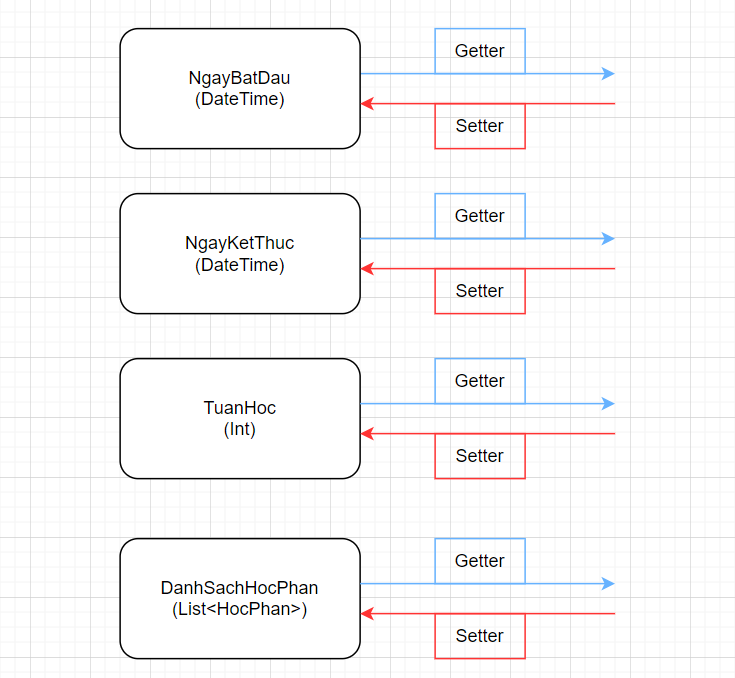 NgayBatDau
(DateTime)
Getter
Setter
NgayKetThuc
(DateTime)
Getter
Setter
TuanHoc
(Int)
Getter
Setter
DanhSachHocPhan
(List<HocPhan>)
Getter
Setter